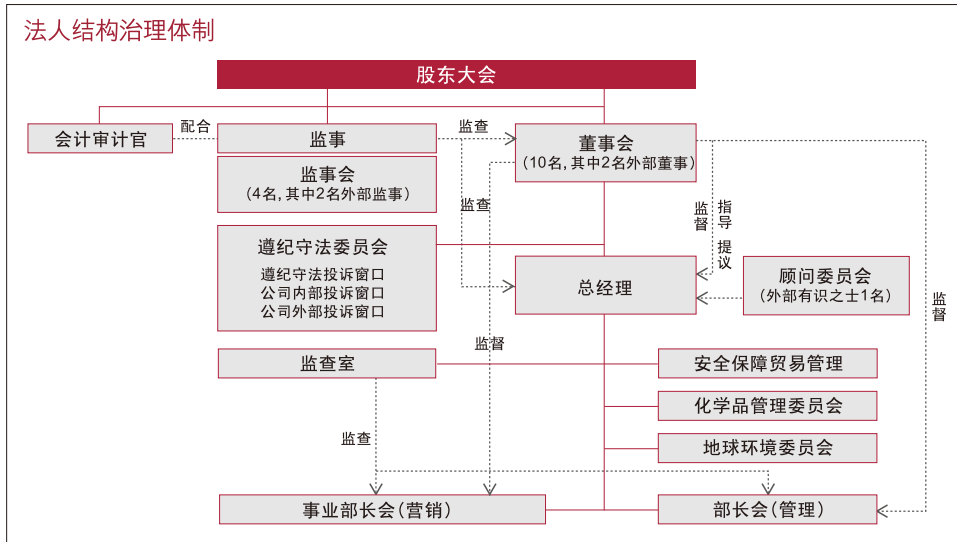 法人结构治理体制
股东大会
会计审计官
配合
监事
监查
董事会
(10名,其中2名外部董事)
监事会
(4名,其中2名外部监事)
监查
监督
指导 提议
监督
遵纪守法委员会
遵纪守法投诉窗口
公司内部投诉窗口
公司外部投诉窗口
总经理
顾问委员会
(外部有识之士1名)
监督
监查室
安全保障贸易管理
化学品管理委员会
监查
地球环境委员会
事业部长会(营销)
部长会(管理)